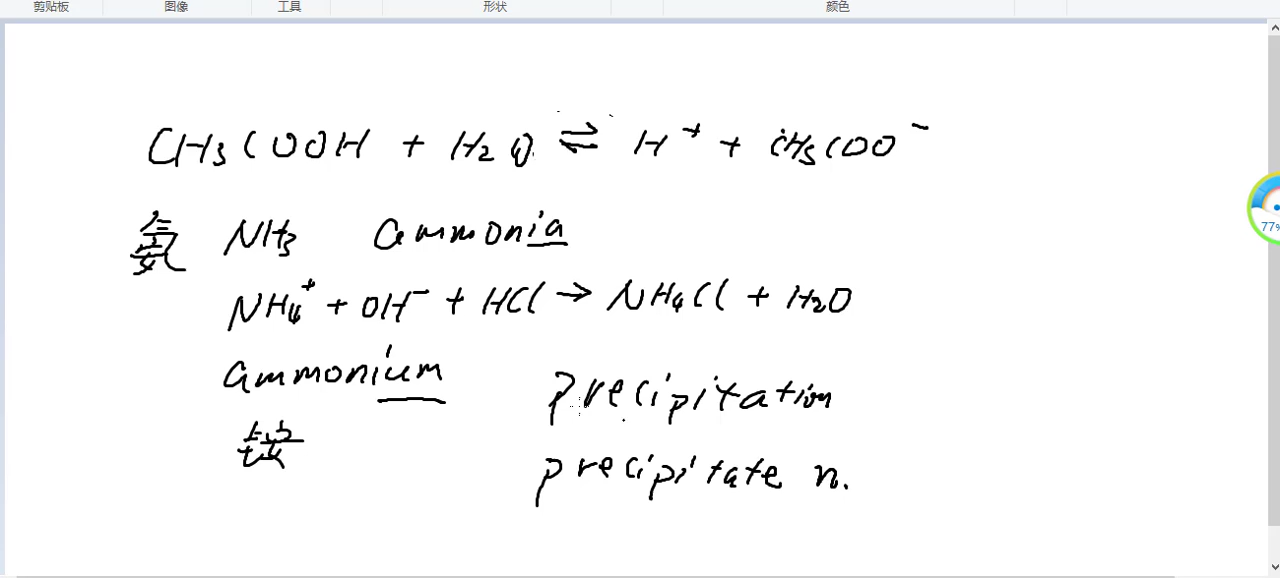 剪贴板 图像 工具 形状 颜色
CH3COOH + H2O ⇌ H+ + CH3COO-
77%
氨 NH3 ammonia
NH4+ + OH- + HCl → NH4Cl + H2O
ammonium precipitation
铵 precipitate n.